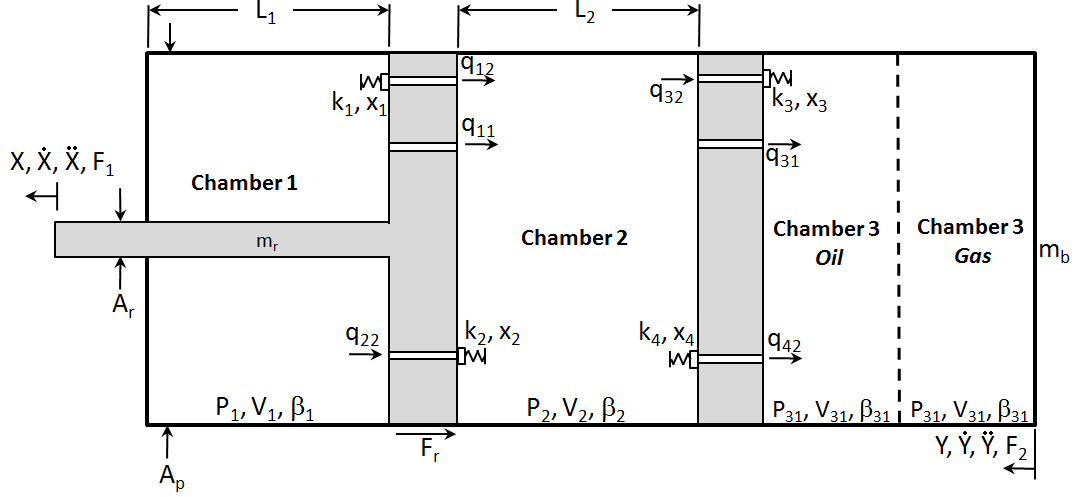 L₁
L₂
q₁₂
k₁, x₁
q₃₂
k₃, x₃
q₁₁
q₃₁
X, Ẋ, Ẍ, F₁
Chamber 1
mᵣ
Chamber 2
Chamber 3
Oil
Chamber 3
Gas
m_b
Aᵣ
q₂₂
k₂, x₂
k₄, x₄
q₄₂
P₁, V₁, β₁
P₂, V₂, β₂
P₃₁, V₃₁, β₃₁
P₃₁, V₃₁, β₃₁
Fᵣ
Y, Ẏ, Ÿ, F₂
Aₚ